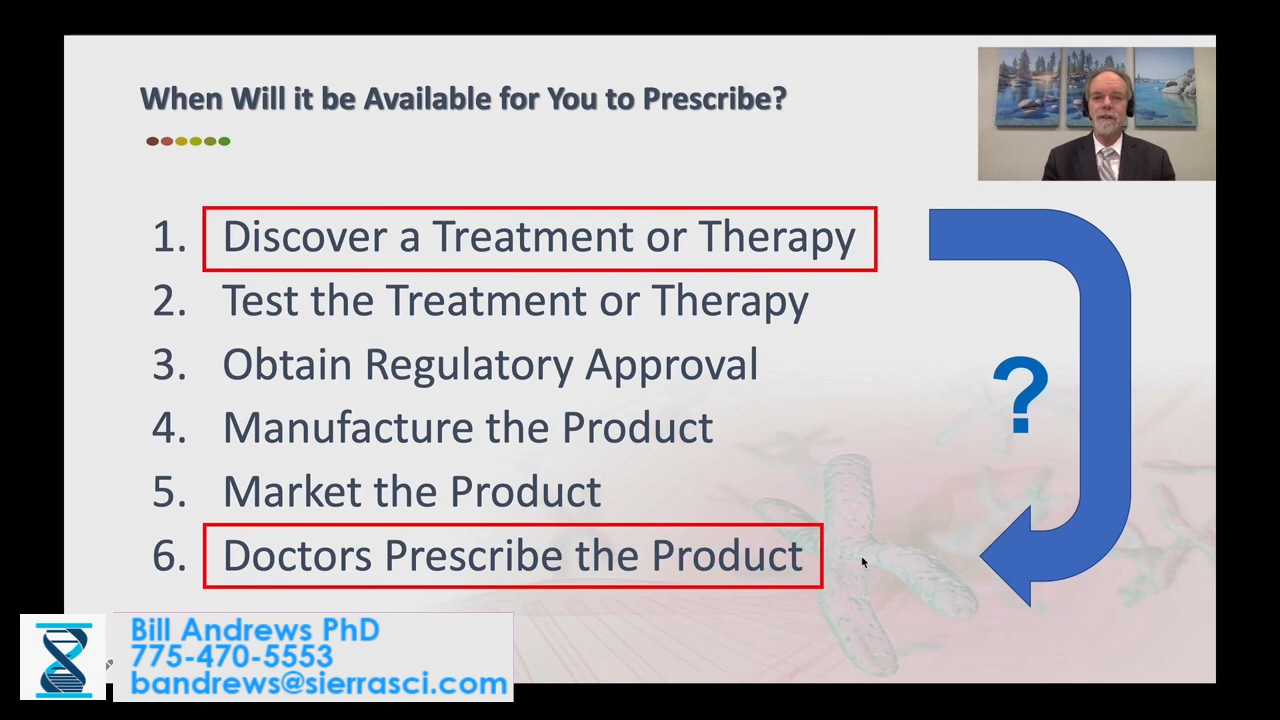 When Will it be Available for You to Prescribe?
1. Discover a Treatment or Therapy
2. Test the Treatment or Therapy
3. Obtain Regulatory Approval
4. Manufacture the Product
5. Market the Product
6. Doctors Prescribe the Product
?
Bill Andrews PhD
775-470-5553
bandrews@sierrasci.com